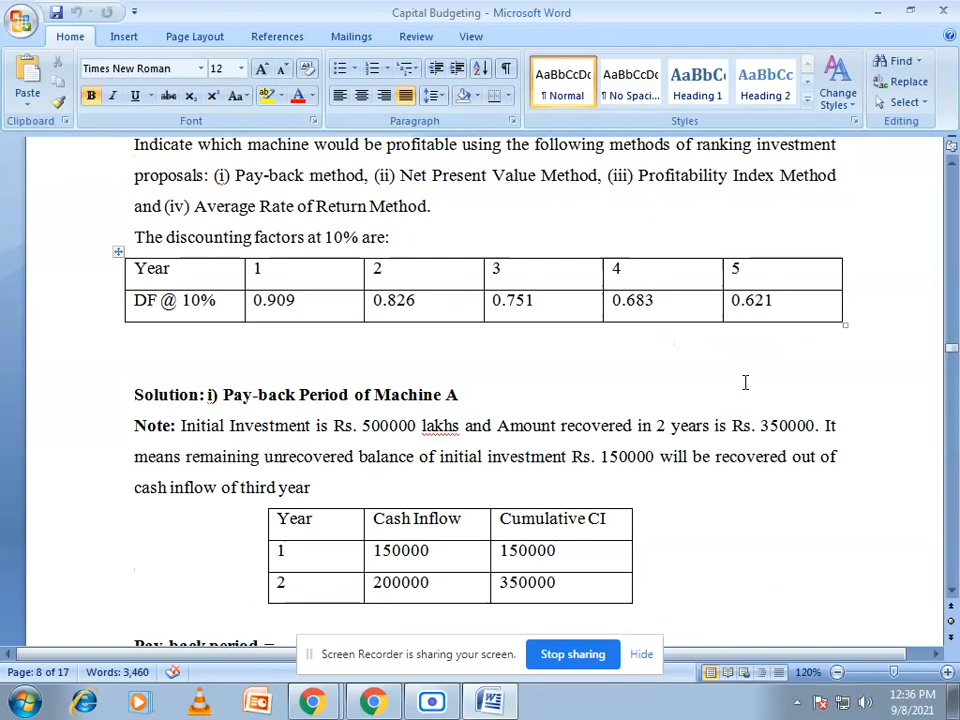 Capital Budgeting - Microsoft Word
Home Insert Page Layout References Mailings Review View
Paste
Clipboard
Times New Roman 12
B I U abc x₂ x² Aa A
Font
Paragraph
AaBbCcDc AaBbCcDc AaBbCc AaBbCc
¶ Normal ¶ No Spaci... Heading 1 Heading 2
Change Styles
Styles
Find
Replace
Select
Editing
Indicate which machine would be profitable using the following methods of ranking investment
proposals: (i) Pay-back method, (ii) Net Present Value Method, (iii) Profitability Index Method
and (iv) Average Rate of Return Method.
The discounting factors at 10% are:
Year 1 2 3 4 5
DF @ 10% 0.909 0.826 0.751 0.683 0.621
Solution: i) Pay-back Period of Machine A
Note: Initial Investment is Rs. 500000 lakhs and Amount recovered in 2 years is Rs. 350000. It
means remaining unrecovered balance of initial investment Rs. 150000 will be recovered out of
cash inflow of third year
Year Cash Inflow Cumulative CI
1 150000 150000
2 200000 350000
Pay-back period =
Screen Recorder is sharing your screen. Stop sharing Hide
Page: 8 of 17 Words: 3,460 120%
12:36 PM
9/8/2021